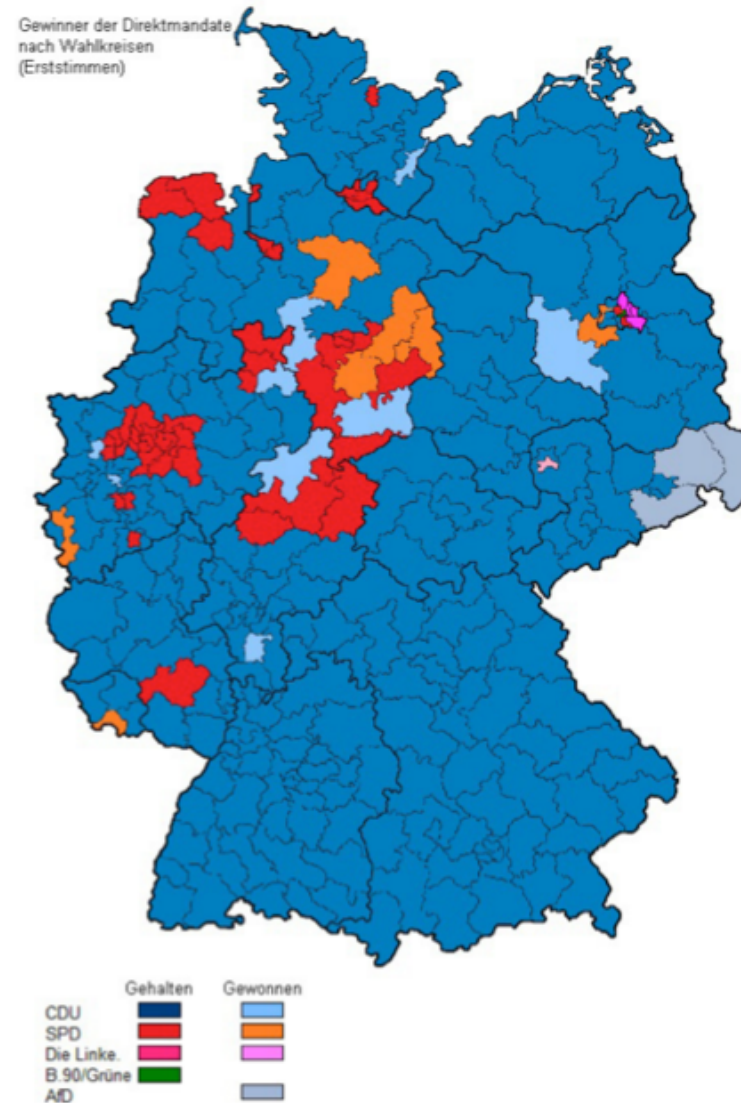 Gewinner der Direktmandate
nach Wahlkreisen
(Erststimmen)
Gehalten Gewonnen
CDU
SPD
Die Linke.
B.90/Grüne
AfD